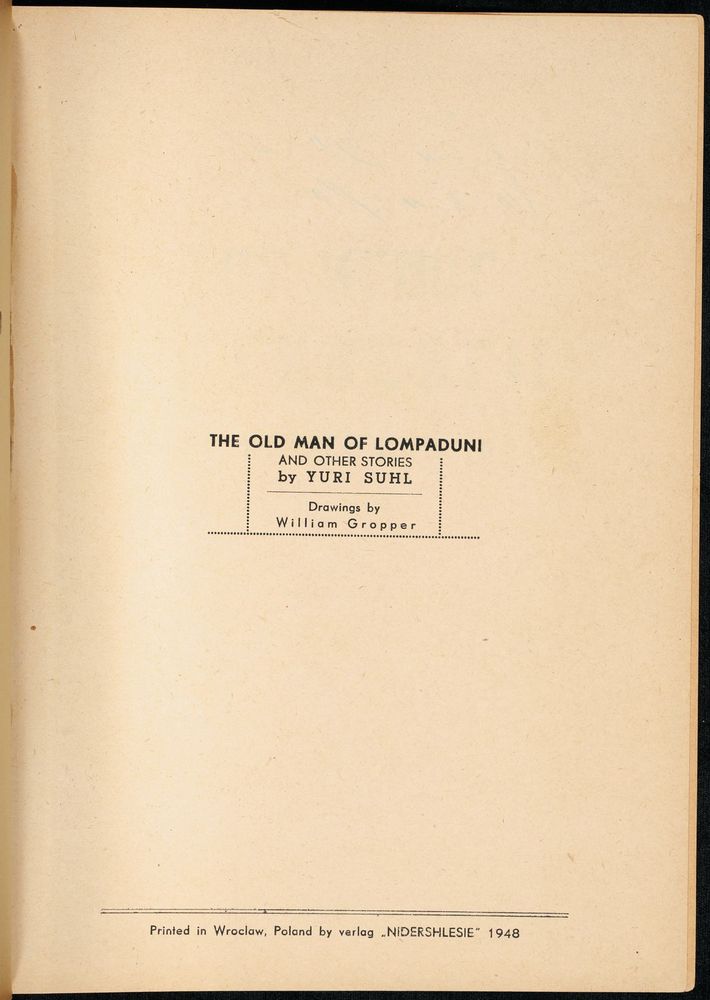 THE OLD MAN OF LOMPADUNI
AND OTHER STORIES
by YURI SUHL
Drawings by
William Gropper
Printed in Wroclaw, Poland by verlag „NIDERSHLESIE" 1948